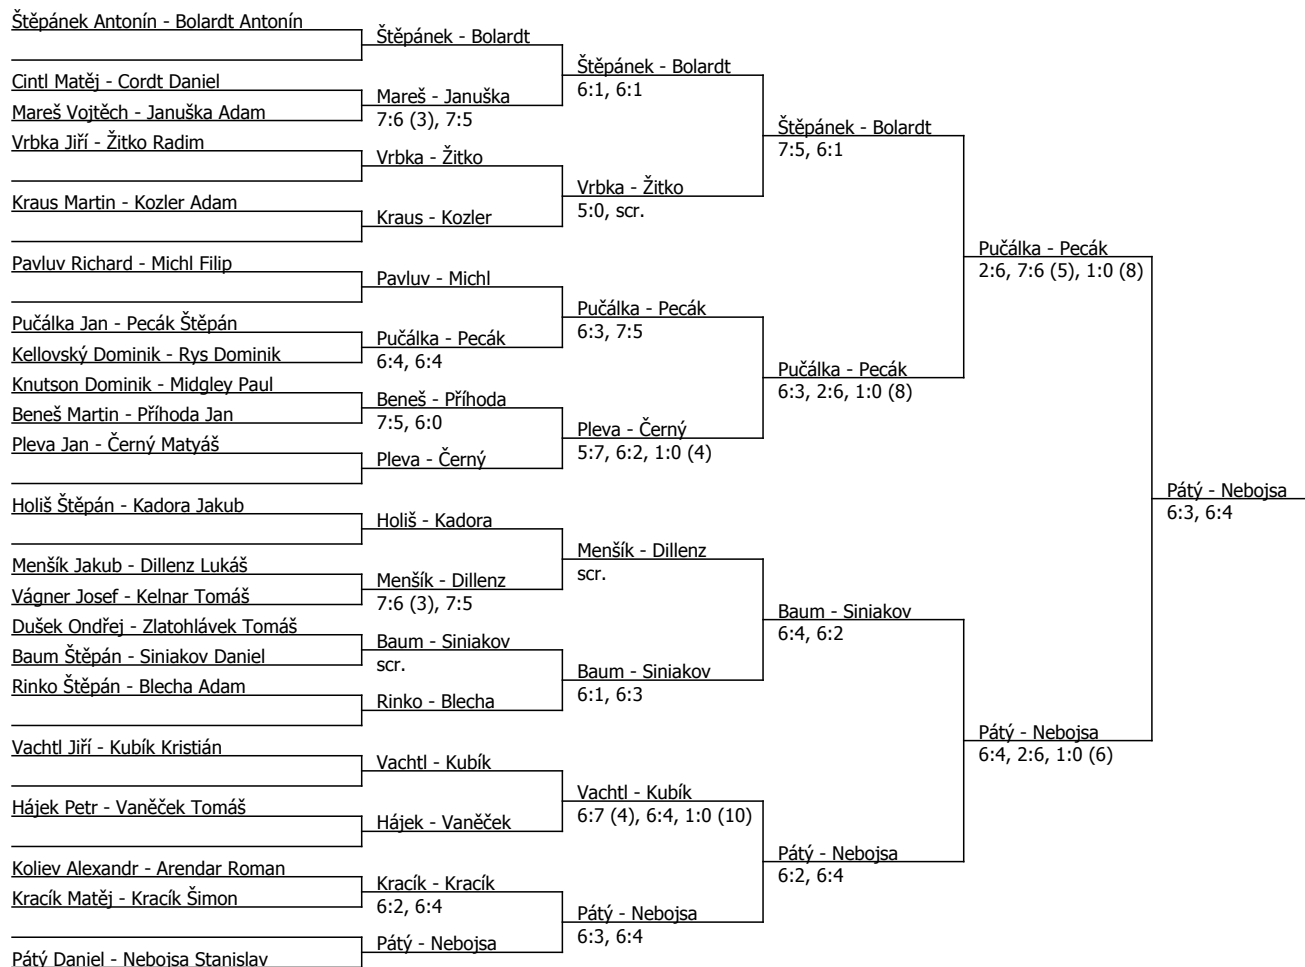 Štěpánek Antonín - Bolardt Antonín
Cintl Matěj - Cordt Daniel
Mareš Vojtěch - Januška Adam
Vrbka Jiří - Žitko Radim
Kraus Martin - Kozler Adam
Pavluv Richard - Michl Filip
Pučálka Jan - Pecák Štěpán
Kellovský Dominik - Rys Dominik
Knutson Dominik - Midgley Paul
Beneš Martin - Příhoda Jan
Pleva Jan - Černý Matyáš
Holiš Štěpán - Kadora Jakub
Menšík Jakub - Dillenz Lukáš
Vágner Josef - Kelnar Tomáš
Dušek Ondřej - Zlatohlávek Tomáš
Baum Štěpán - Siniakov Daniel
Rinko Štěpán - Blecha Adam
Vachtl Jiří - Kubík Kristián
Hájek Petr - Vaněček Tomáš
Koliev Alexandr - Arendar Roman
Kracík Matěj - Kracík Šimon
Pátý Daniel - Nebojsa Stanislav
Štěpánek - Bolardt
Mareš - Januška
7:6 (3), 7:5
Vrbka - Žitko
Kraus - Kozler
Pavluv - Michl
Pučálka - Pecák
6:4, 6:4
Beneš - Příhoda
7:5, 6:0
Pleva - Černý
Holiš - Kadora
Menšík - Dillenz
7:6 (3), 7:5
Baum - Siniakov
scr.
Rinko - Blecha
Vachtl - Kubík
Hájek - Vaněček
Kracík - Kracík
6:2, 6:4
Pátý - Nebojsa
Štěpánek - Bolardt
6:1, 6:1
Vrbka - Žitko
5:0, scr.
Pučálka - Pecák
6:3, 7:5
Pleva - Černý
5:7, 6:2, 1:0 (4)
Menšík - Dillenz
scr.
Baum - Siniakov
6:1, 6:3
Vachtl - Kubík
6:7 (4), 6:4, 1:0 (10)
Pátý - Nebojsa
6:3, 6:4
Štěpánek - Bolardt
7:5, 6:1
Pučálka - Pecák
6:3, 2:6, 1:0 (8)
Baum - Siniakov
6:4, 6:2
Pátý - Nebojsa
6:2, 6:4
Pučálka - Pecák
2:6, 7:6 (5), 1:0 (8)
Pátý - Nebojsa
6:4, 2:6, 1:0 (6)
Pátý - Nebojsa
6:3, 6:4